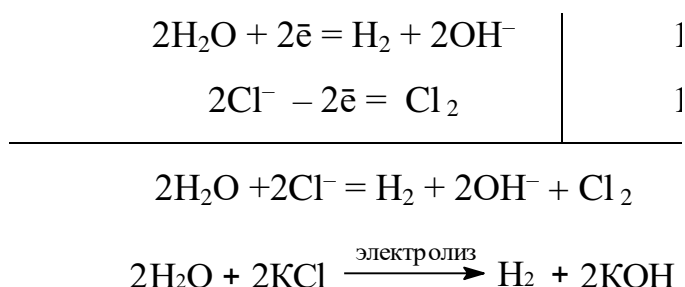 2H₂O + 2ē = H₂ + 2OH⁻ 1
2Cl⁻ – 2ē = Cl₂ 1
2H₂O +2Cl⁻ = H₂ + 2OH⁻ + Cl₂
2H₂O + 2KCl электролиз → H₂ + 2KOH